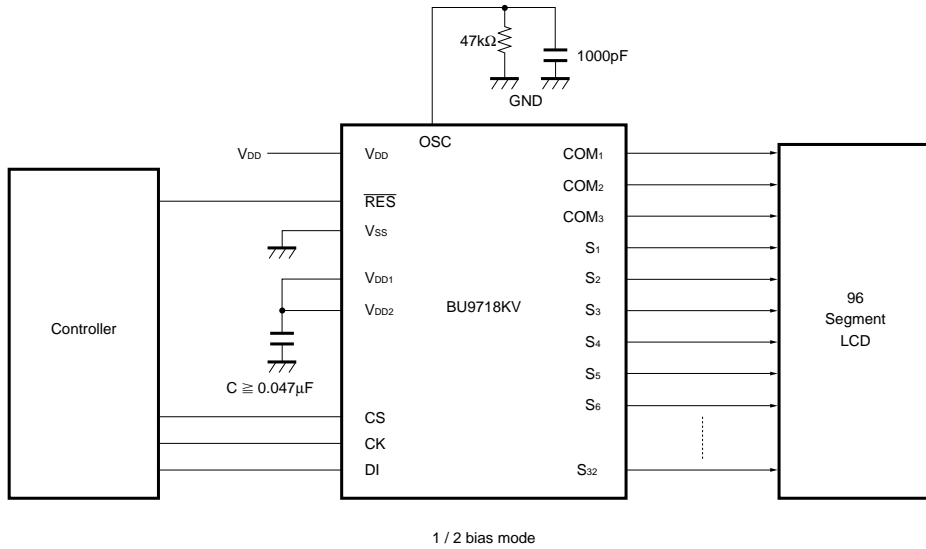 47kΩ
1000pF
GND
OSC
VDD
VDD
RES
VSS
VDD1
VDD2
C ≧ 0.047μF
CS
CK
DI
Controller
BU9718KV
COM1
COM2
COM3
S1
S2
S3
S4
S5
S6
S32
96
Segment
LCD
1 / 2 bias mode